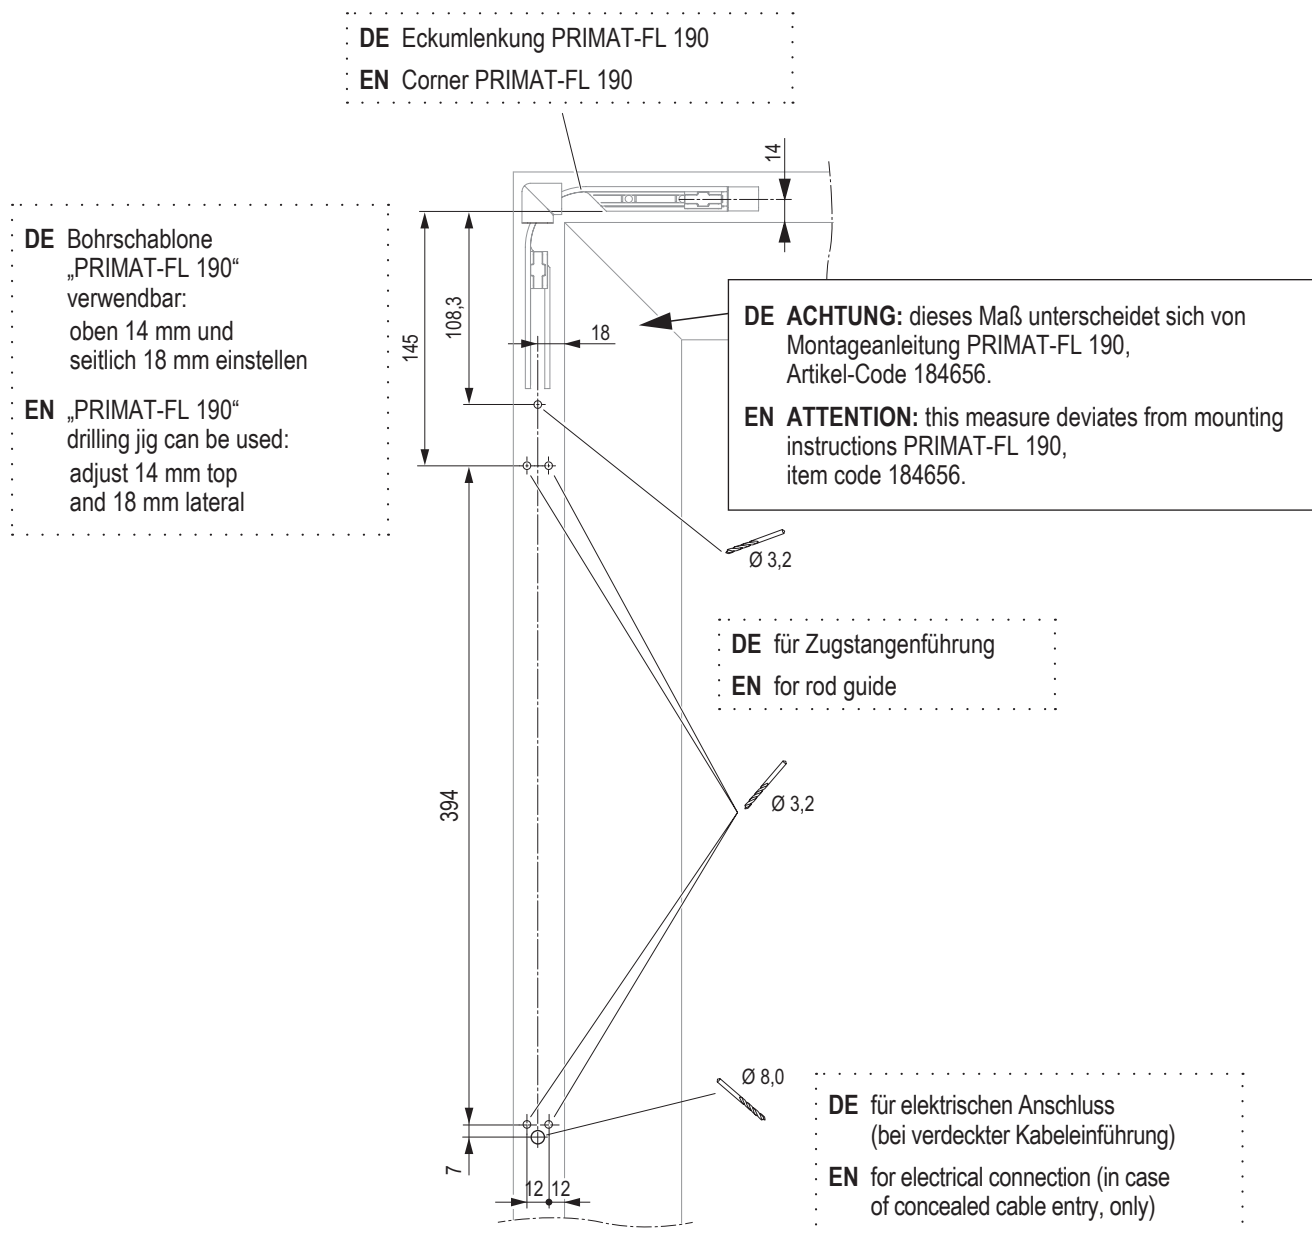 DE Eckumlenkung PRIMAT-FL 190
EN Corner PRIMAT-FL 190
14
DE Bohrschablone
„PRIMAT-FL 190“
verwendbar:
oben 14 mm und
seitlich 18 mm einstellen
EN „PRIMAT-FL 190“
drilling jig can be used:
adjust 14 mm top
and 18 mm lateral
145
108,3
18
DE ACHTUNG: dieses Maß unterscheidet sich von
Montageanleitung PRIMAT-FL 190,
Artikel-Code 184656.
EN ATTENTION: this measure deviates from mounting
instructions PRIMAT-FL 190,
item code 184656.
Ø 3,2
DE für Zugstangenführung
EN for rod guide
394
Ø 3,2
Ø 8,0
DE für elektrischen Anschluss
(bei verdeckter Kabeleinführung)
EN for electrical connection (in case
of concealed cable entry, only)
7
12 12